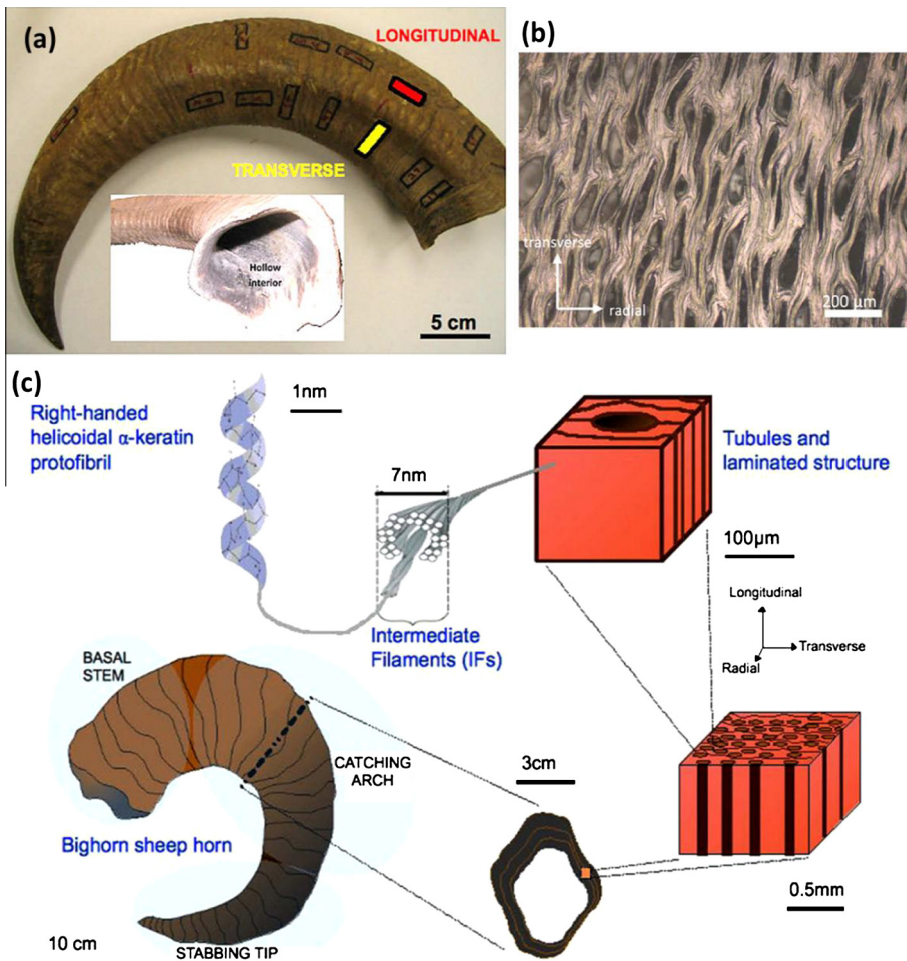 (a)
LONGITUDINAL
TRANSVERSE
Hollow
interior
5 cm
(b)
transverse
radial
200 µm
(c)
Right-handed
helicoidal α-keratin
protofibril
1nm
7nm
Intermediate
Filaments (IFs)
Tubules and
laminated structure
100µm
Longitudinal
Transverse
Radial
BASAL
STEM
CATCHING
ARCH
Bighorn sheep horn
10 cm
STABBING TIP
3cm
0.5mm